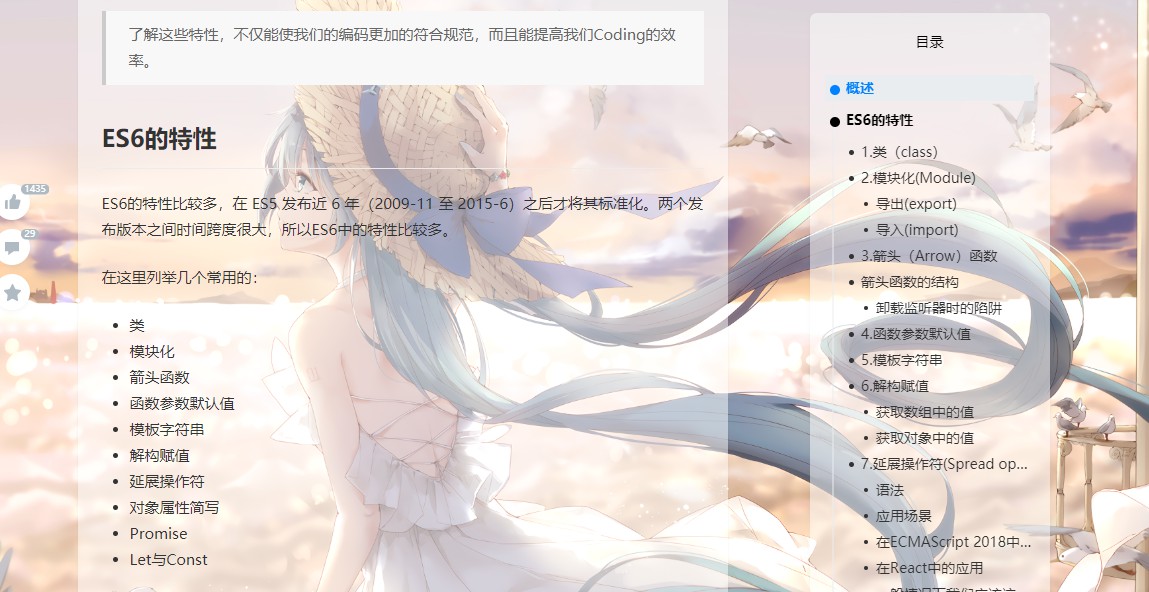 了解这些特性，不仅能使我们的编码更加的符合规范，而且能提高我们Coding的效
率。
ES6的特性
ES6的特性比较多，在 ES5 发布近 6 年（2009-11 至 2015-6）之后才将其标准化。两个发
布版本之间时间跨度很大，所以ES6中的特性比较多。
在这里列举几个常用的：
类
模块化
箭头函数
函数参数默认值
模板字符串
解构赋值
延展操作符
对象属性简写
Promise
Let与Const
1435
29
目录
概述
ES6的特性
1.类（class）
2.模块化(Module)
导出(export)
导入(import)
3.箭头（Arrow）函数
箭头函数的结构
卸载监听器时的陷阱
4.函数参数默认值
5.模板字符串
6.解构赋值
获取数组中的值
获取对象中的值
7.延展操作符(Spread op...
语法
应用场景
在ECMAScript 2018中...
在React中的应用